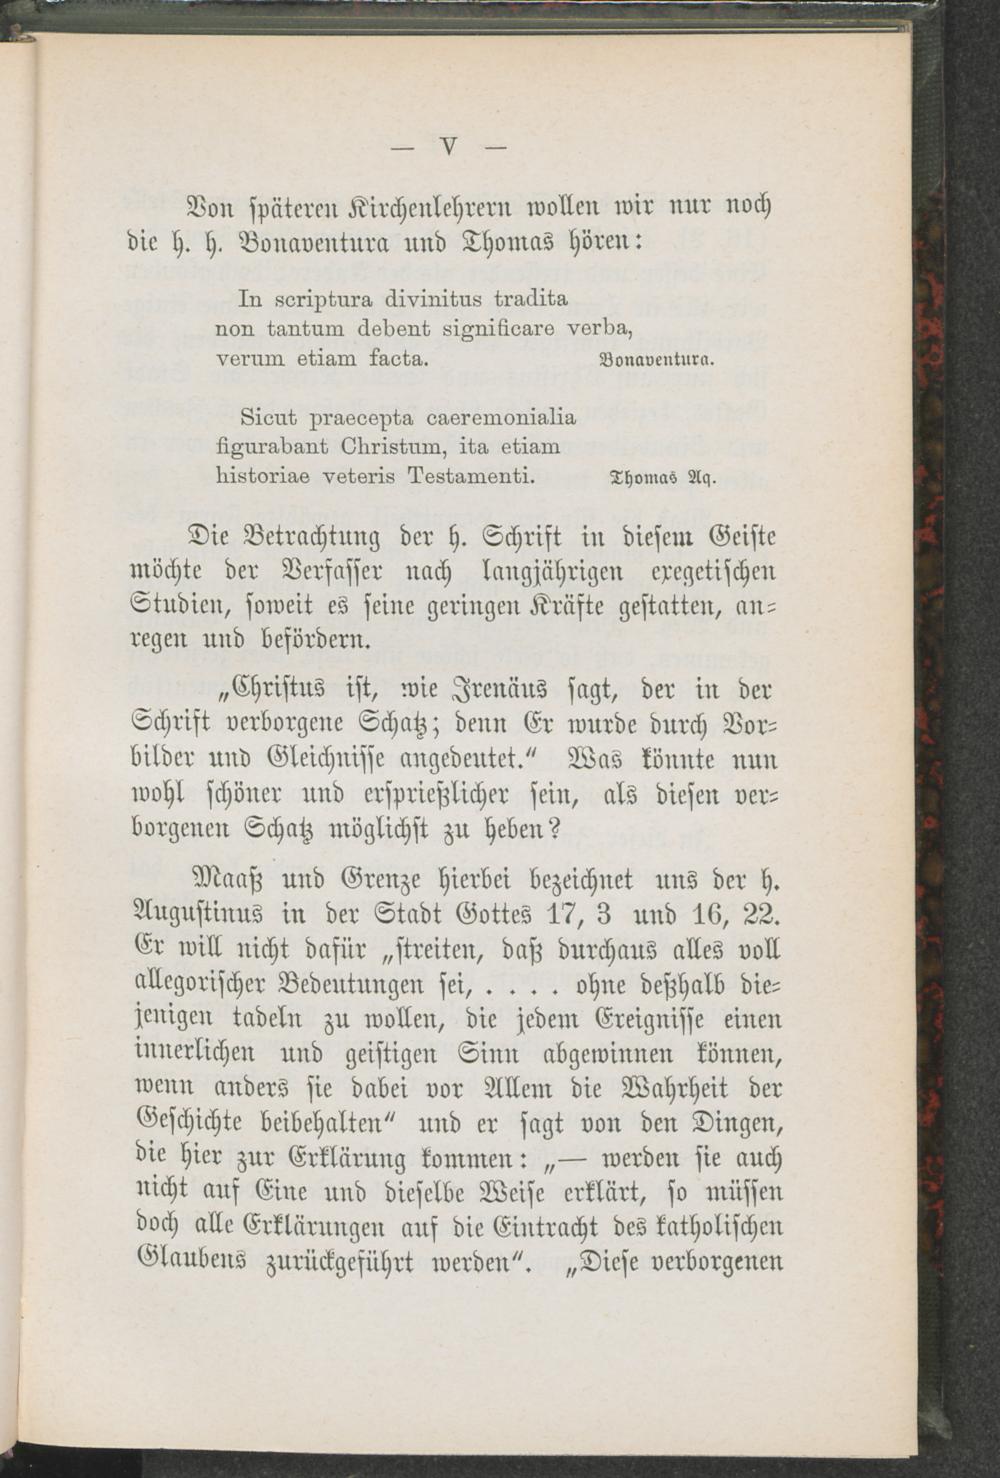 — V —
Von späteren Kirchenlehrern wollen wir nur noch
die h. h. Bonaventura und Thomas hören:
In scriptura divinitus tradita
non tantum debent significare verba,
verum etiam facta. Bonaventura.
Sicut praecepta caeremonialia
figurabant Christum, ita etiam
historiae veteris Testamenti. Thomas Aq.
Die Betrachtung der h. Schrift in diesem Geiste
möchte der Verfasser nach langjährigen exegetischen
Studien, soweit es seine geringen Kräfte gestatten, an-
regen und befördern.
„Christus ist, wie Irenäus sagt, der in der
Schrift verborgene Schatz; denn Er wurde durch Vor-
bilder und Gleichnisse angedeutet.“ Was könnte nun
wohl schöner und ersprießlicher sein, als diesen ver-
borgenen Schatz möglichst zu heben?
Maaß und Grenze hierbei bezeichnet uns der h.
Augustinus in der Stadt Gottes 17, 3 und 16, 22.
Er will nicht dafür „streiten, daß durchaus alles voll
allegorischer Bedeutungen sei, . . . . ohne deßhalb die-
jenigen tadeln zu wollen, die jedem Ereignisse einen
innerlichen und geistigen Sinn abgewinnen können,
wenn anders sie dabei vor Allem die Wahrheit der
Geschichte beibehalten“ und er sagt von den Dingen,
die hier zur Erklärung kommen: „— werden sie auch
nicht auf Eine und dieselbe Weise erklärt, so müssen
doch alle Erklärungen auf die Eintracht des katholischen
Glaubens zurückgeführt werden“. „Diese verborgenen